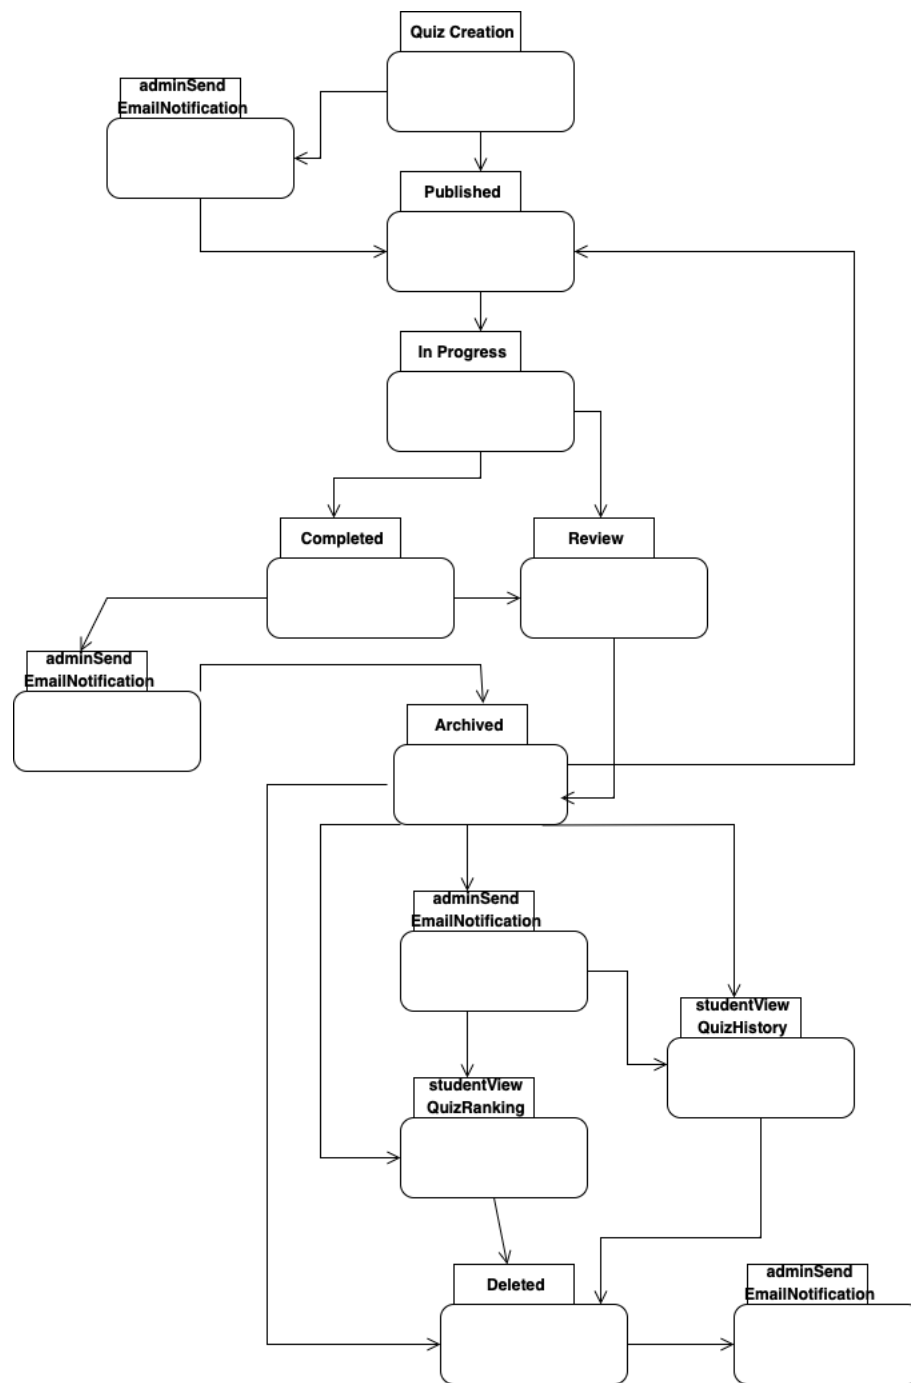 Quiz Creation
adminSend
EmailNotification
Published
In Progress
Completed
Review
adminSend
EmailNotification
Archived
adminSend
EmailNotification
studentView
QuizHistory
studentView
QuizRanking
Deleted
adminSend
EmailNotification